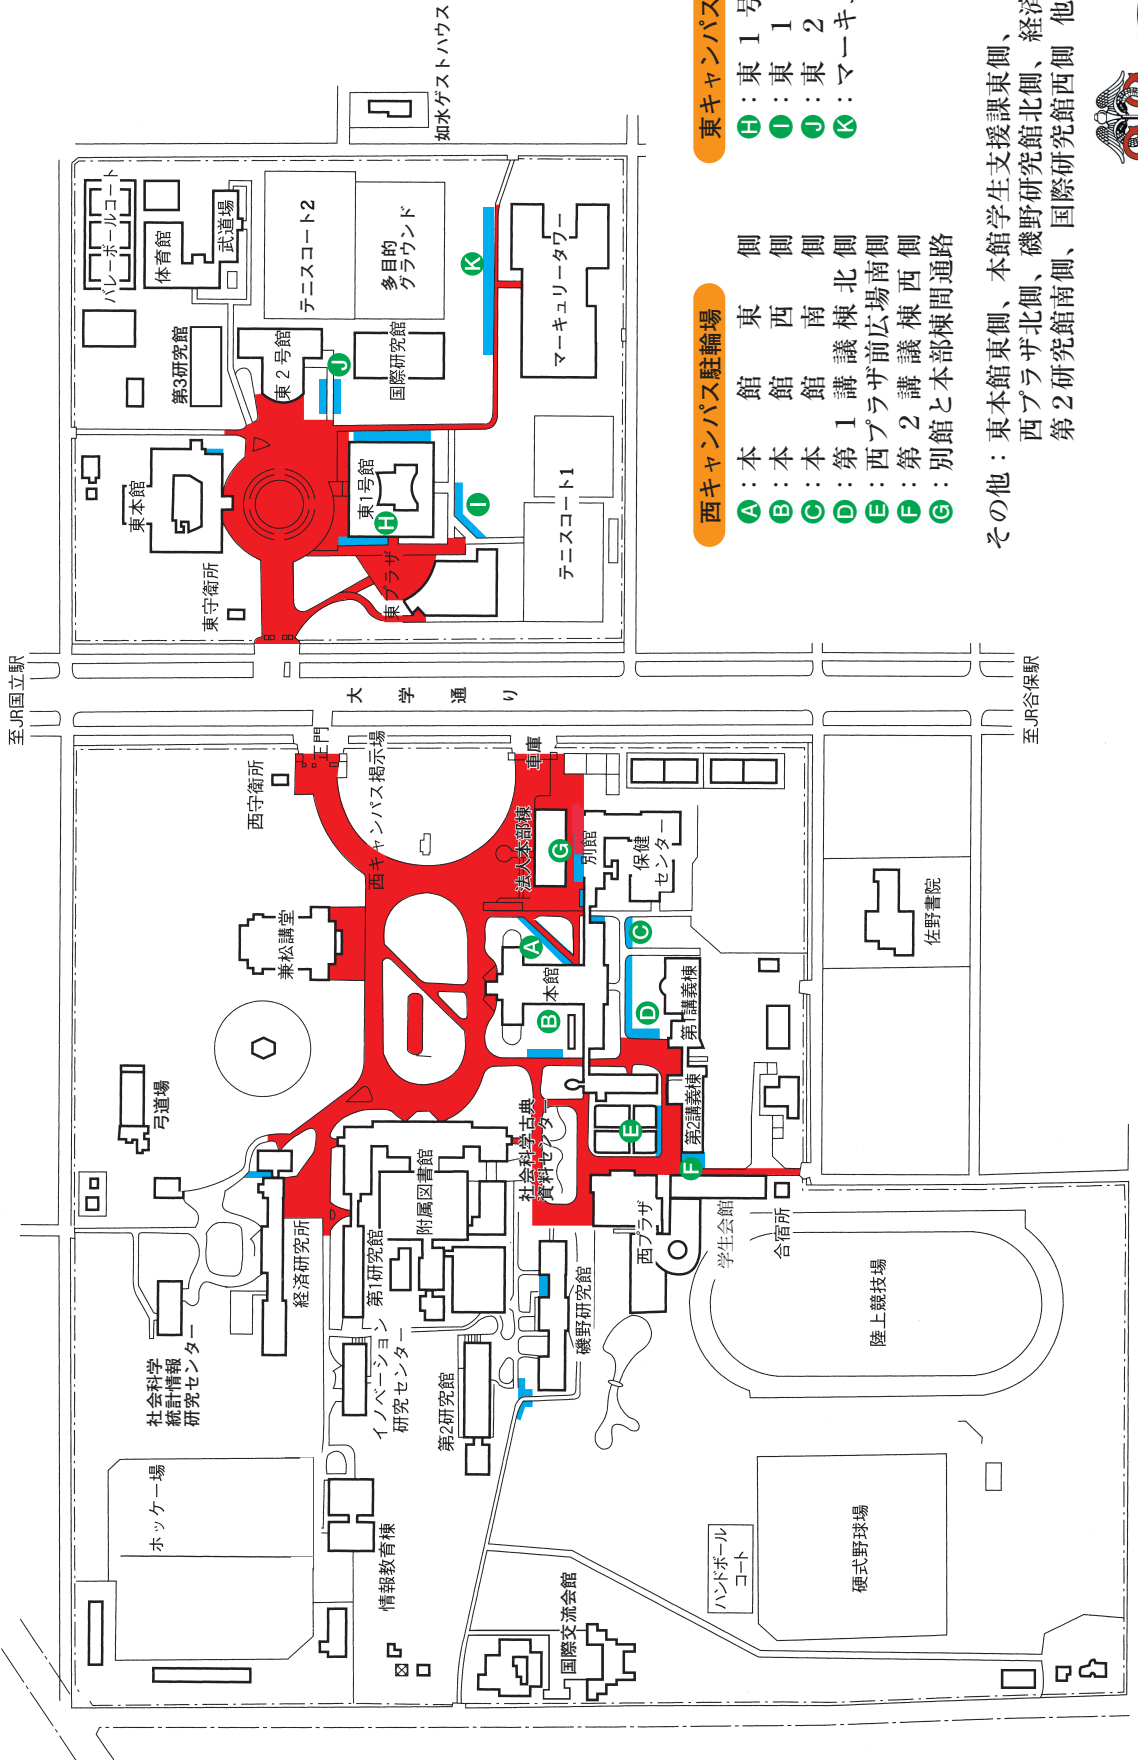 至JR国立駅
大学通り
至JR谷保駅
如水ゲストハウス
バレーボールコート
体育館
武道場
テニスコート2
多目的
グラウンド
マーキュリータワー
第3研究館
東2号館
国際研究館
東本館
東1号館
テニスコート1
東守衛所
東プラザ
西守衛所
正門
西キャンパス掲示場
車庫
法人本部棟
別館
保健
センター
兼松講堂
本館
第1講義棟
第2講義棟
佐野書院
弓道場
社会科学古典
資料センター
附属図書館
西プラザ
学生会館
合宿所
経済研究所
第1研究館
磯野研究館
陸上競技場
社会科学
統計情報
研究センター
イノベーション
研究センター
第2研究館
ホッケー場
情報教育棟
ハンドボール
コート
硬式野球場
国際交流会館
A
B
C
D
E
F
G
H
I
J
K
西キャンパス駐輪場
A：本館東側
B：本館西側
C：本館南側
D：第1講義棟北側
E：西プラザ前広場南側
F：第2講義棟西側
G：別館と本部棟間通路
東キャンパス
H：東1号
I：東1
J：東2
K：マーキ
その他：東本館東側、本館学生支援課東側、
西プラザ北側、磯野研究館北側、経済
第2研究館南側、国際研究館西側 他